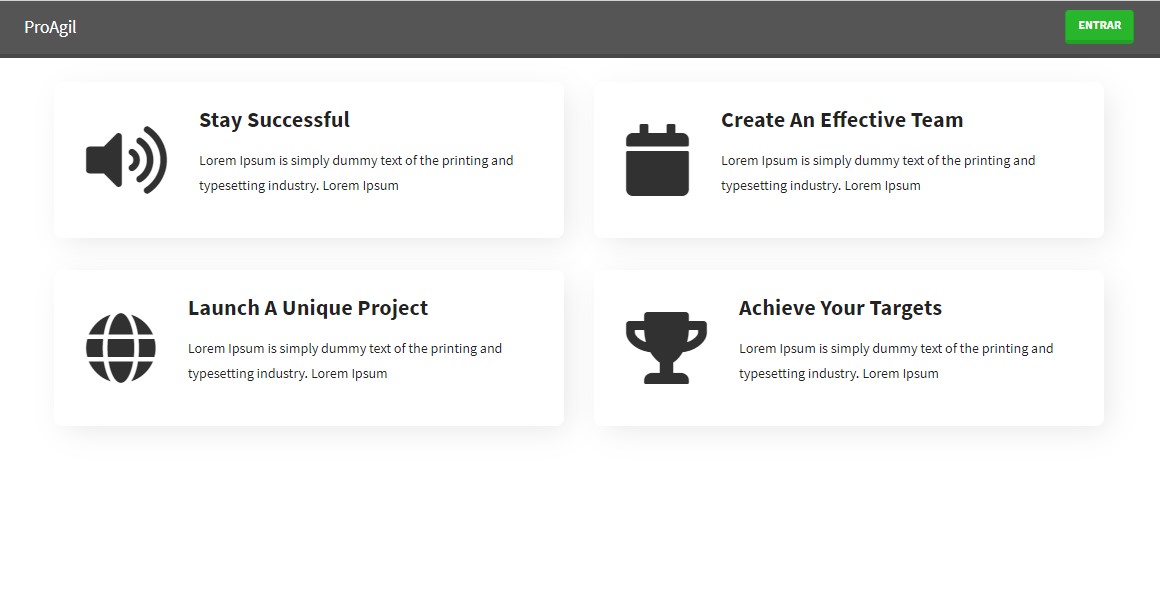 ProAgil
ENTRAR
Stay Successful
Lorem Ipsum is simply dummy text of the printing and
typesetting industry. Lorem Ipsum
Create An Effective Team
Lorem Ipsum is simply dummy text of the printing and
typesetting industry. Lorem Ipsum
Launch A Unique Project
Lorem Ipsum is simply dummy text of the printing and
typesetting industry. Lorem Ipsum
Achieve Your Targets
Lorem Ipsum is simply dummy text of the printing and
typesetting industry. Lorem Ipsum